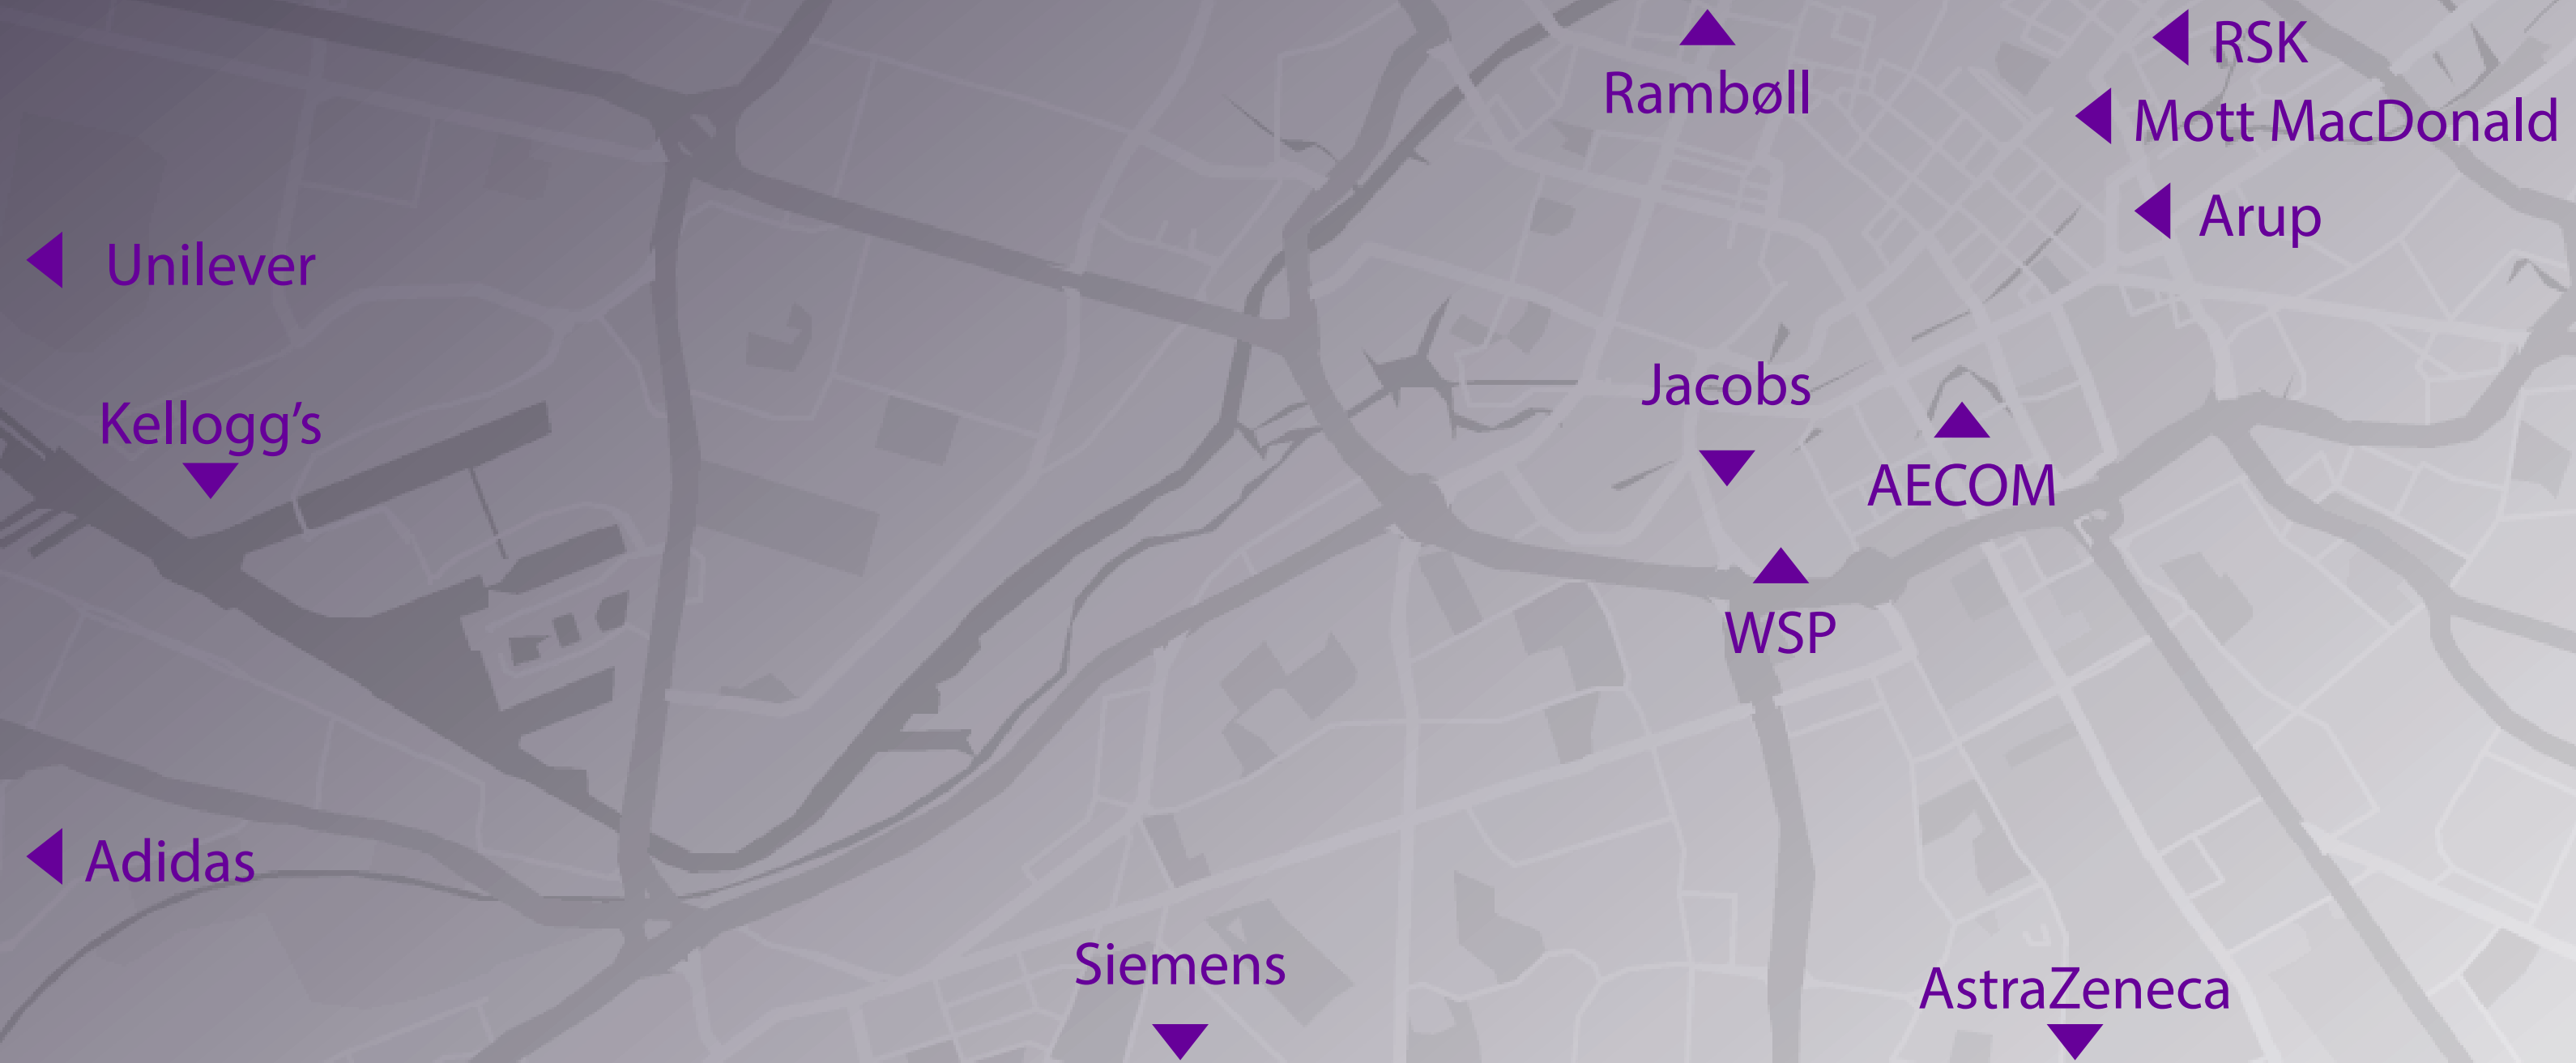 RSK
Rambøll
Mott MacDonald
Arup
Unilever
Jacobs
Kellogg’s
AECOM
WSP
Adidas
Siemens
AstraZeneca